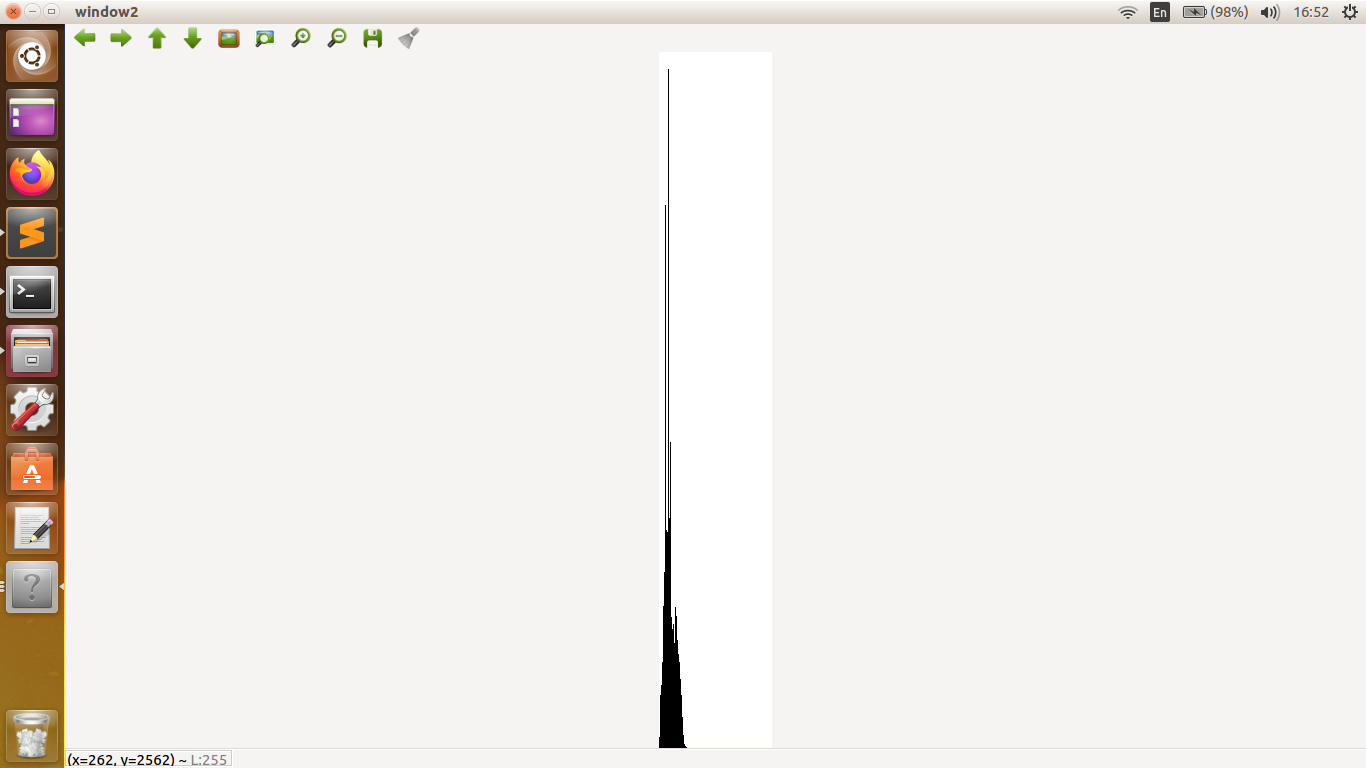 window2
En
(98%)
16:52
(x=262, y=2562) ~ L:255